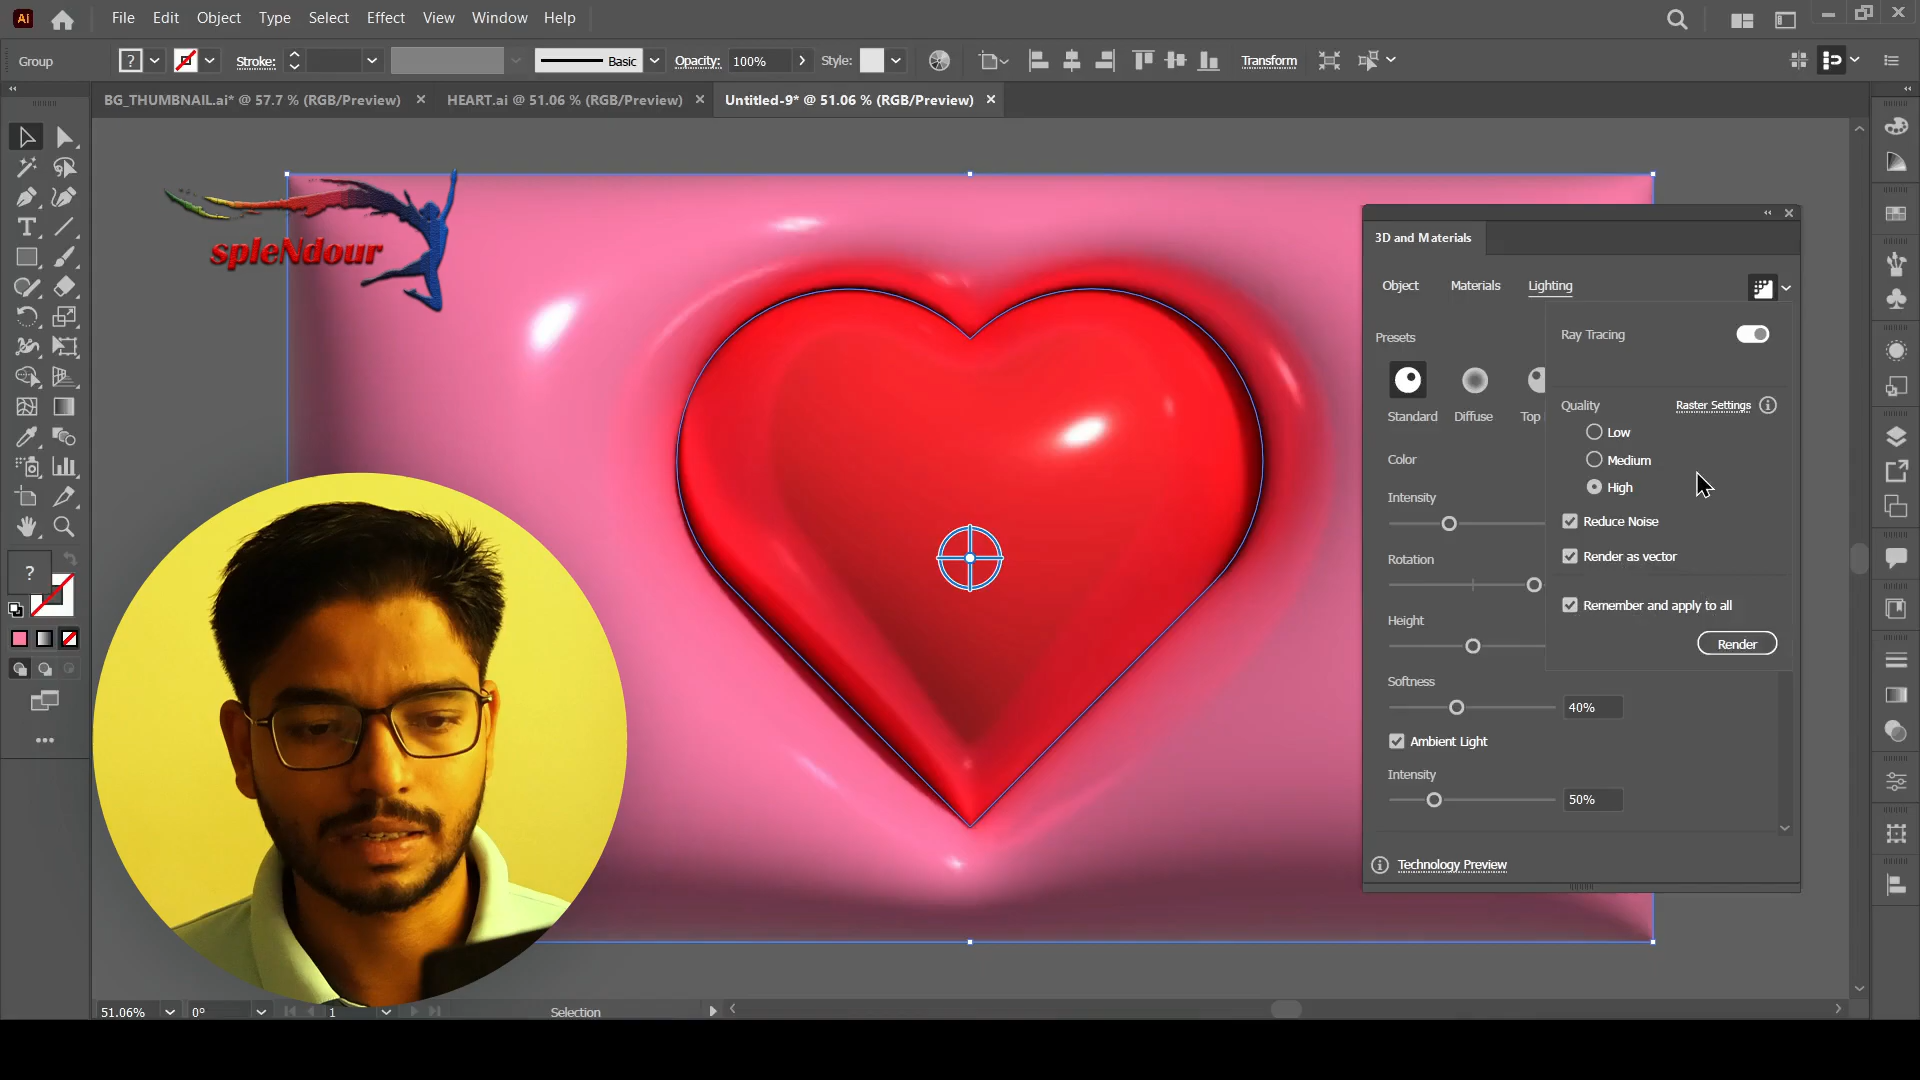 Ai File Edit Object Type Select Effect View Window Help
Group ? Stroke: Basic Opacity: 100% Style: Transform
BG_THUMBNAIL.ai* @ 57.7 % (RGB/Preview) HEART.ai @ 51.06 % (RGB/Preview) Untitled-9* @ 51.06 % (RGB/Preview)
spleNdour
3D and Materials
Object Materials Lighting
Ray Tracing
Presets
Quality Raster Settings
Standard Diffuse Top
Low
Color
Medium
High
Intensity
Reduce Noise
Rotation
Render as vector
Height
Remember and apply to all
Render
Softness
40%
Ambient Light
Intensity
50%
Technology Preview
?
51.06% 0° 1 Selection